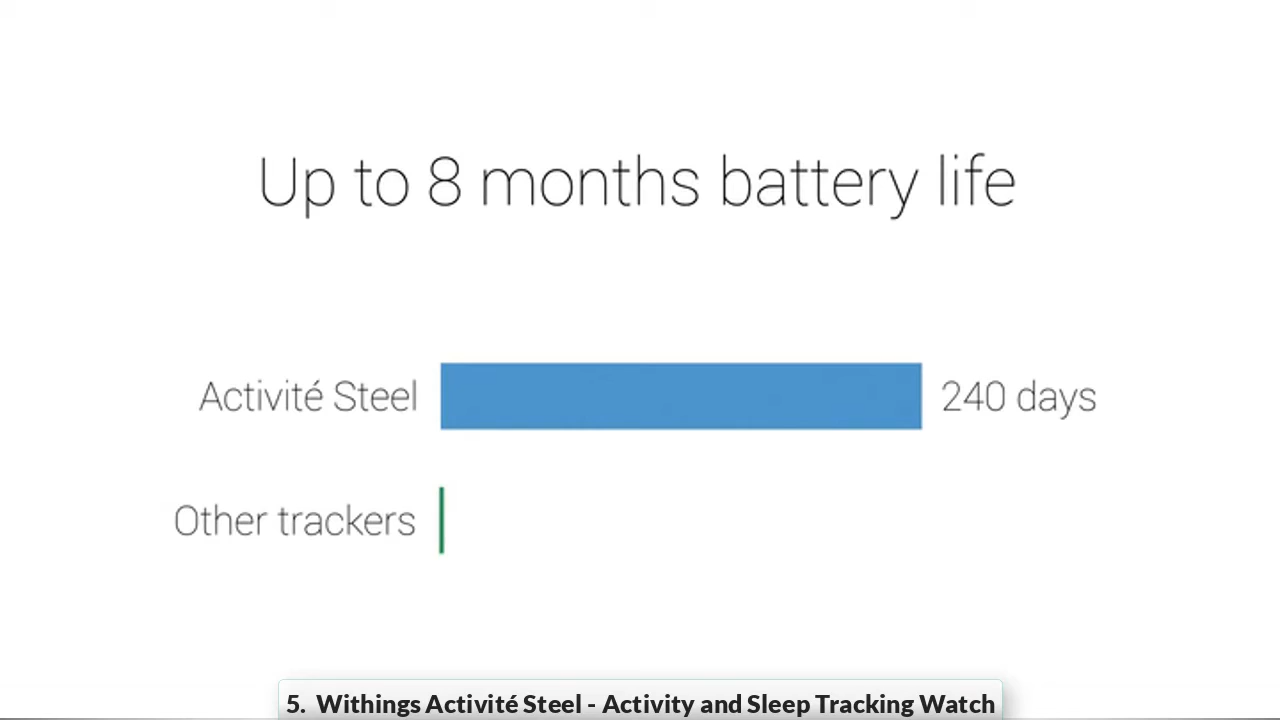 Up to 8 months battery life
Activité Steel 240 days
Other trackers
5. Withings Activité Steel - Activity and Sleep Tracking Watch